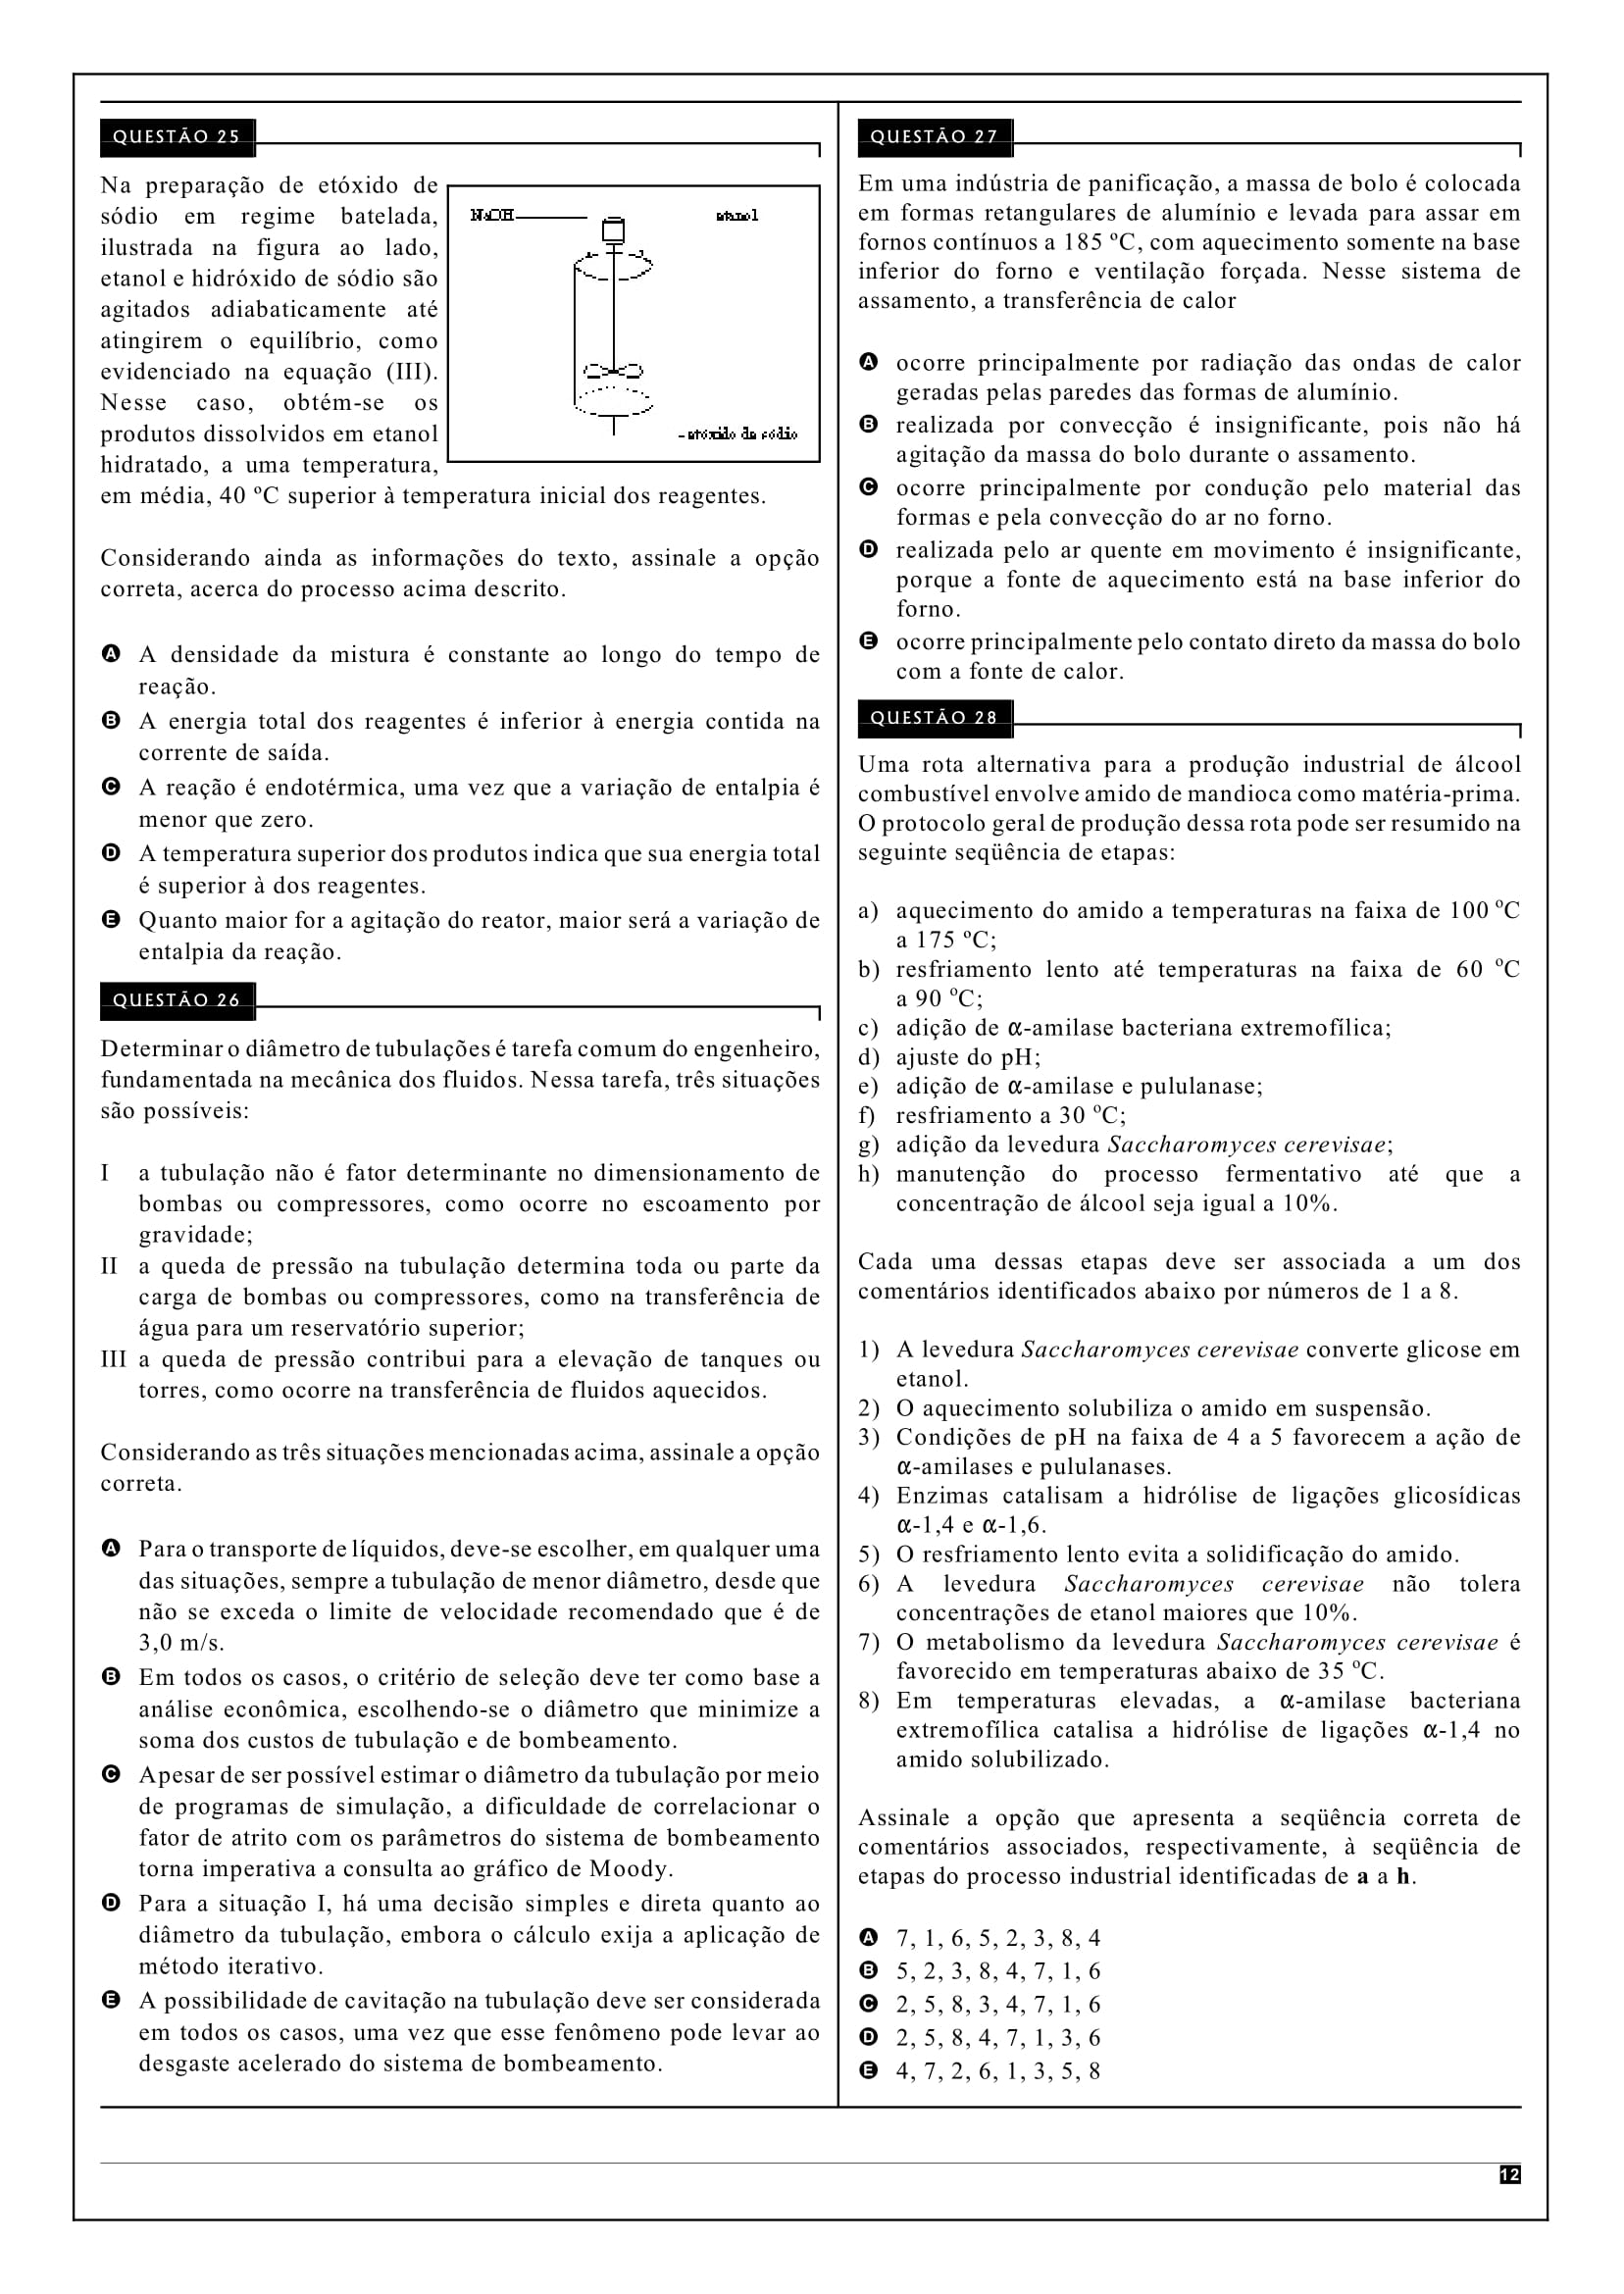 QUESTÃO 25
Na preparação de etóxido de
sódio em regime batelada,
ilustrada na figura ao lado,
etanol e hidróxido de sódio são
agitados adiabaticamente até
atingirem o equilíbrio, como
evidenciado na equação (III).
Nesse caso, obtém-se os
produtos dissolvidos em etanol
hidratado, a uma temperatura,
em média, 40 ºC superior à temperatura inicial dos reagentes.
NaOH
etanol
- etóxido de sódio
Considerando ainda as informações do texto, assinale a opção
correta, acerca do processo acima descrito.
A A densidade da mistura é constante ao longo do tempo de
reação.
B A energia total dos reagentes é inferior à energia contida na
corrente de saída.
C A reação é endotérmica, uma vez que a variação de entalpia é
menor que zero.
D A temperatura superior dos produtos indica que sua energia total
é superior à dos reagentes.
E Quanto maior for a agitação do reator, maior será a variação de
entalpia da reação.
QUESTÃO 26
Determinar o diâmetro de tubulações é tarefa comum do engenheiro,
fundamentada na mecânica dos fluidos. Nessa tarefa, três situações
são possíveis:
I a tubulação não é fator determinante no dimensionamento de
bombas ou compressores, como ocorre no escoamento por
gravidade;
II a queda de pressão na tubulação determina toda ou parte da
carga de bombas ou compressores, como na transferência de
água para um reservatório superior;
III a queda de pressão contribui para a elevação de tanques ou
torres, como ocorre na transferência de fluidos aquecidos.
Considerando as três situações mencionadas acima, assinale a opção
correta.
A Para o transporte de líquidos, deve-se escolher, em qualquer uma
das situações, sempre a tubulação de menor diâmetro, desde que
não se exceda o limite de velocidade recomendado que é de
3,0 m/s.
B Em todos os casos, o critério de seleção deve ter como base a
análise econômica, escolhendo-se o diâmetro que minimize a
soma dos custos de tubulação e de bombeamento.
C Apesar de ser possível estimar o diâmetro da tubulação por meio
de programas de simulação, a dificuldade de correlacionar o
fator de atrito com os parâmetros do sistema de bombeamento
torna imperativa a consulta ao gráfico de Moody.
D Para a situação I, há uma decisão simples e direta quanto ao
diâmetro da tubulação, embora o cálculo exija a aplicação de
método iterativo.
E A possibilidade de cavitação na tubulação deve ser considerada
em todos os casos, uma vez que esse fenômeno pode levar ao
desgaste acelerado do sistema de bombeamento.
QUESTÃO 27
Em uma indústria de panificação, a massa de bolo é colocada
em formas retangulares de alumínio e levada para assar em
fornos contínuos a 185 ºC, com aquecimento somente na base
inferior do forno e ventilação forçada. Nesse sistema de
assamento, a transferência de calor
A ocorre principalmente por radiação das ondas de calor
geradas pelas paredes das formas de alumínio.
B realizada por convecção é insignificante, pois não há
agitação da massa do bolo durante o assamento.
C ocorre principalmente por condução pelo material das
formas e pela convecção do ar no forno.
D realizada pelo ar quente em movimento é insignificante,
porque a fonte de aquecimento está na base inferior do
forno.
E ocorre principalmente pelo contato direto da massa do bolo
com a fonte de calor.
QUESTÃO 28
Uma rota alternativa para a produção industrial de álcool
combustível envolve amido de mandioca como matéria-prima.
O protocolo geral de produção dessa rota pode ser resumido na
seguinte seqüência de etapas:
a) aquecimento do amido a temperaturas na faixa de 100 ºC
a 175 ºC;
b) resfriamento lento até temperaturas na faixa de 60 ºC
a 90 ºC;
c) adição de α-amilase bacteriana extremofílica;
d) ajuste do pH;
e) adição de α-amilase e pululanase;
f) resfriamento a 30 ºC;
g) adição da levedura Saccharomyces cerevisae;
h) manutenção do processo fermentativo até que a
concentração de álcool seja igual a 10%.
Cada uma dessas etapas deve ser associada a um dos
comentários identificados abaixo por números de 1 a 8.
1) A levedura Saccharomyces cerevisae converte glicose em
etanol.
2) O aquecimento solubiliza o amido em suspensão.
3) Condições de pH na faixa de 4 a 5 favorecem a ação de
α-amilases e pululanases.
4) Enzimas catalisam a hidrólise de ligações glicosídicas
α-1,4 e α-1,6.
5) O resfriamento lento evita a solidificação do amido.
6) A levedura Saccharomyces cerevisae não tolera
concentrações de etanol maiores que 10%.
7) O metabolismo da levedura Saccharomyces cerevisae é
favorecido em temperaturas abaixo de 35 ºC.
8) Em temperaturas elevadas, a α-amilase bacteriana
extremofílica catalisa a hidrólise de ligações α-1,4 no
amido solubilizado.
Assinale a opção que apresenta a seqüência correta de
comentários associados, respectivamente, à seqüência de
etapas do processo industrial identificadas de a a h.
A 7, 1, 6, 5, 2, 3, 8, 4
B 5, 2, 3, 8, 4, 7, 1, 6
C 2, 5, 8, 3, 4, 7, 1, 6
D 2, 5, 8, 4, 7, 1, 3, 6
E 4, 7, 2, 6, 1, 3, 5, 8
12